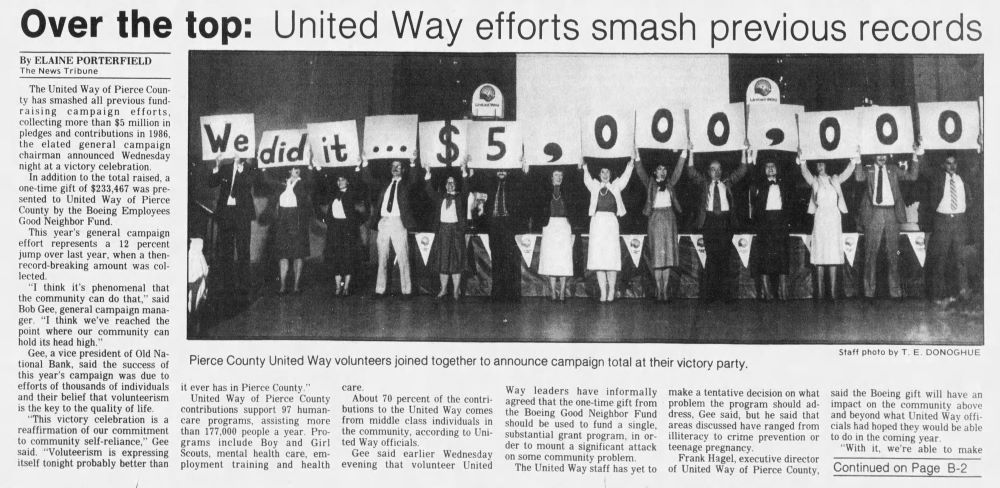 Over the top: United Way efforts smash previous records
By ELAINE PORTERFIELD
The News Tribune
The United Way of Pierce Coun-
ty has smashed all previous fund-
raising campaign efforts,
collecting more than $5 million in
pledges and contributions in 1986,
the elated general campaign
chairman announced Wednesday
night at a victory celebration.
In addition to the total raised, a
one-time gift of $233,467 was pre-
sented to United Way of Pierce
County by the Boeing Employees
Good Neighbor Fund.
This year's general campaign
effort represents a 12 percent
jump over last year, when a then-
record-breaking amount was col-
lected.
"I think it's phenomenal that
the community can do that," said
Bob Gee, general campaign mana-
ger. "I think we've reached the
point where our community can
hold its head high."
Gee, a vice president of Old Na-
tional Bank, said the success of
this year's campaign was due to
efforts of thousands of individuals
and their belief that volunteerism
is the key to the quality of life.
"This victory celebration is a
reaffirmation of our commitment
to community self-reliance," Gee
said. "Voluteerism is expressing
itself tonight probably better than
United Way
United Way
We did it ... $5,000,000
Staff photo by T. E. DONOGHUE
Pierce County United Way volunteers joined together to announce campaign total at their victory party.
it ever has in Pierce County."
United Way of Pierce County
contributions support 97 human-
care programs, assisting more
than 177,000 people a year. Pro-
grams include Boy and Girl
Scouts, mental health care, em-
ployment training and health
care.
About 70 percent of the contri-
butions to the United Way comes
from middle class individuals in
the community, according to Uni-
ted Way officials.
Gee said earlier Wednesday
evening that volunteer United
Way leaders have informally
agreed that the one-time gift from
the Boeing Good Neighbor Fund
should be used to fund a single,
substantial grant program, in or-
der to mount a significant attack
on some community problem.
The United Way staff has yet to
make a tentative decision on what
problem the program should ad-
dress, Gee said, but he said that
areas discussed have ranged from
illiteracy to crime prevention or
teenage pregnancy.
Frank Hagel, executive director
of United Way of Pierce County,
said the Boeing gift will have an
impact on the community above
and beyond what United Way offi-
cials had hoped they would be able
to do in the coming year.
"With it, we're able to make
Continued on Page B-2